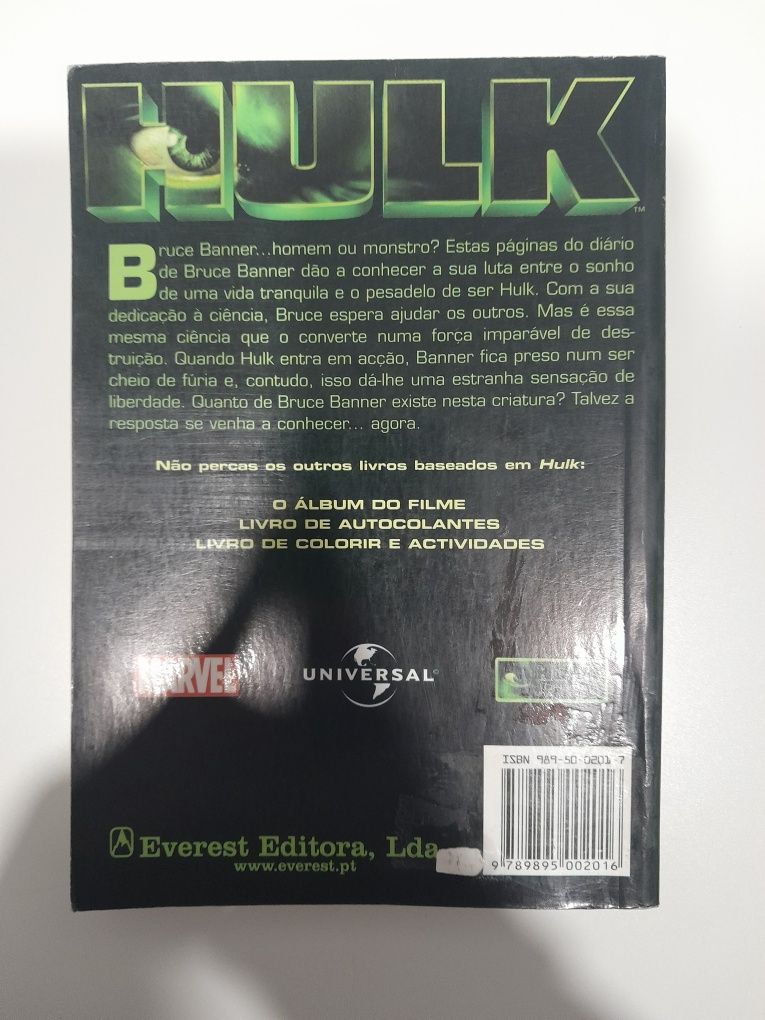 HULK™
Bruce Banner...homem ou monstro? Estas páginas do diário
de Bruce Banner dão a conhecer a sua luta entre o sonho
de uma vida tranquila e o pesadelo de ser Hulk. Com a sua
dedicação à ciência, Bruce espera ajudar os outros. Mas é essa
mesma ciência que o converte numa força imparável de des-
truição. Quando Hulk entra em acção, Banner fica preso num ser
cheio de fúria e, contudo, isso dá-lhe uma estranha sensação de
liberdade. Quanto de Bruce Banner existe nesta criatura? Talvez a
resposta se venha a conhecer... agora.
Não percas os outros livros baseados em Hulk:
O ÁLBUM DO FILME
LIVRO DE AUTOCOLANTES
LIVRO DE COLORIR E ACTIVIDADES
MARVEL
UNIVERSAL®
ISBN 989-50-0201-7
Everest Editora, Lda
www.everest.pt
9 789895 002016